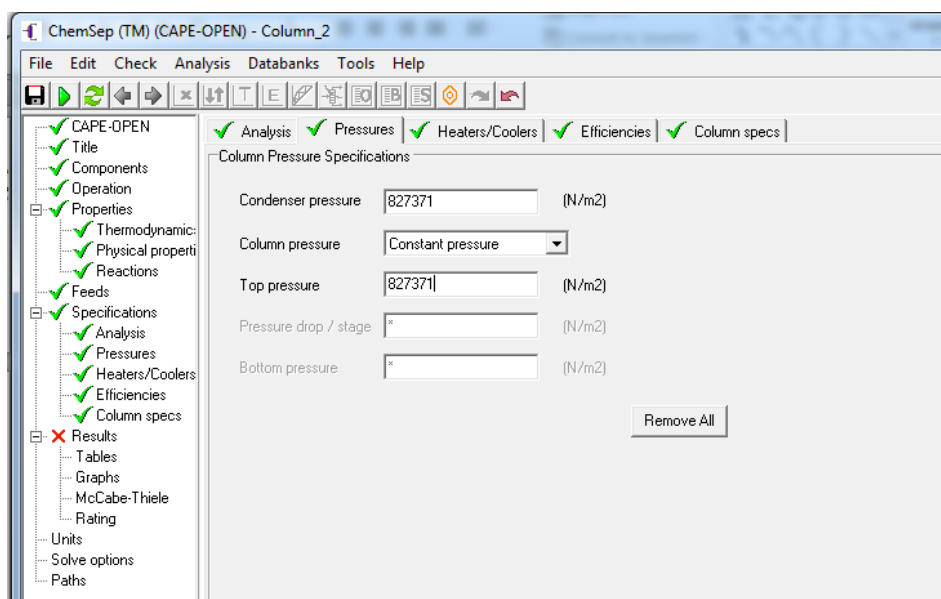 ChemSep (TM) (CAPE-OPEN) - Column_2
File Edit Check Analysis Databanks Tools Help
T E B S
CAPE-OPEN
Title
Components
Operation
Properties
Thermodynamic:
Physical properti
Reactions
Feeds
Specifications
Analysis
Pressures
Heaters/Coolers
Efficiencies
Column specs
Results
Tables
Graphs
McCabe-Thiele
Rating
Units
Solve options
Paths
Analysis Pressures Heaters/Coolers Efficiencies Column specs
Column Pressure Specifications
Condenser pressure 827371 (N/m2)
Column pressure Constant pressure
Top pressure 827371 (N/m2)
Pressure drop / stage * (N/m2)
Bottom pressure * (N/m2)
Remove All